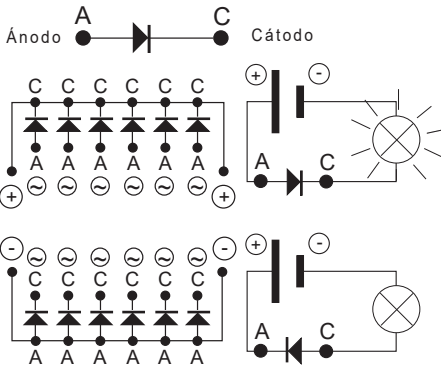 A C
Ánodo Cátodo
C C C C C C
A A A A A A
~ ~ ~ ~ ~ ~
+ +
+ -
A C
- ~ ~ ~ ~ ~ ~ -
C C C C C C
A A A A A A
+ -
A C